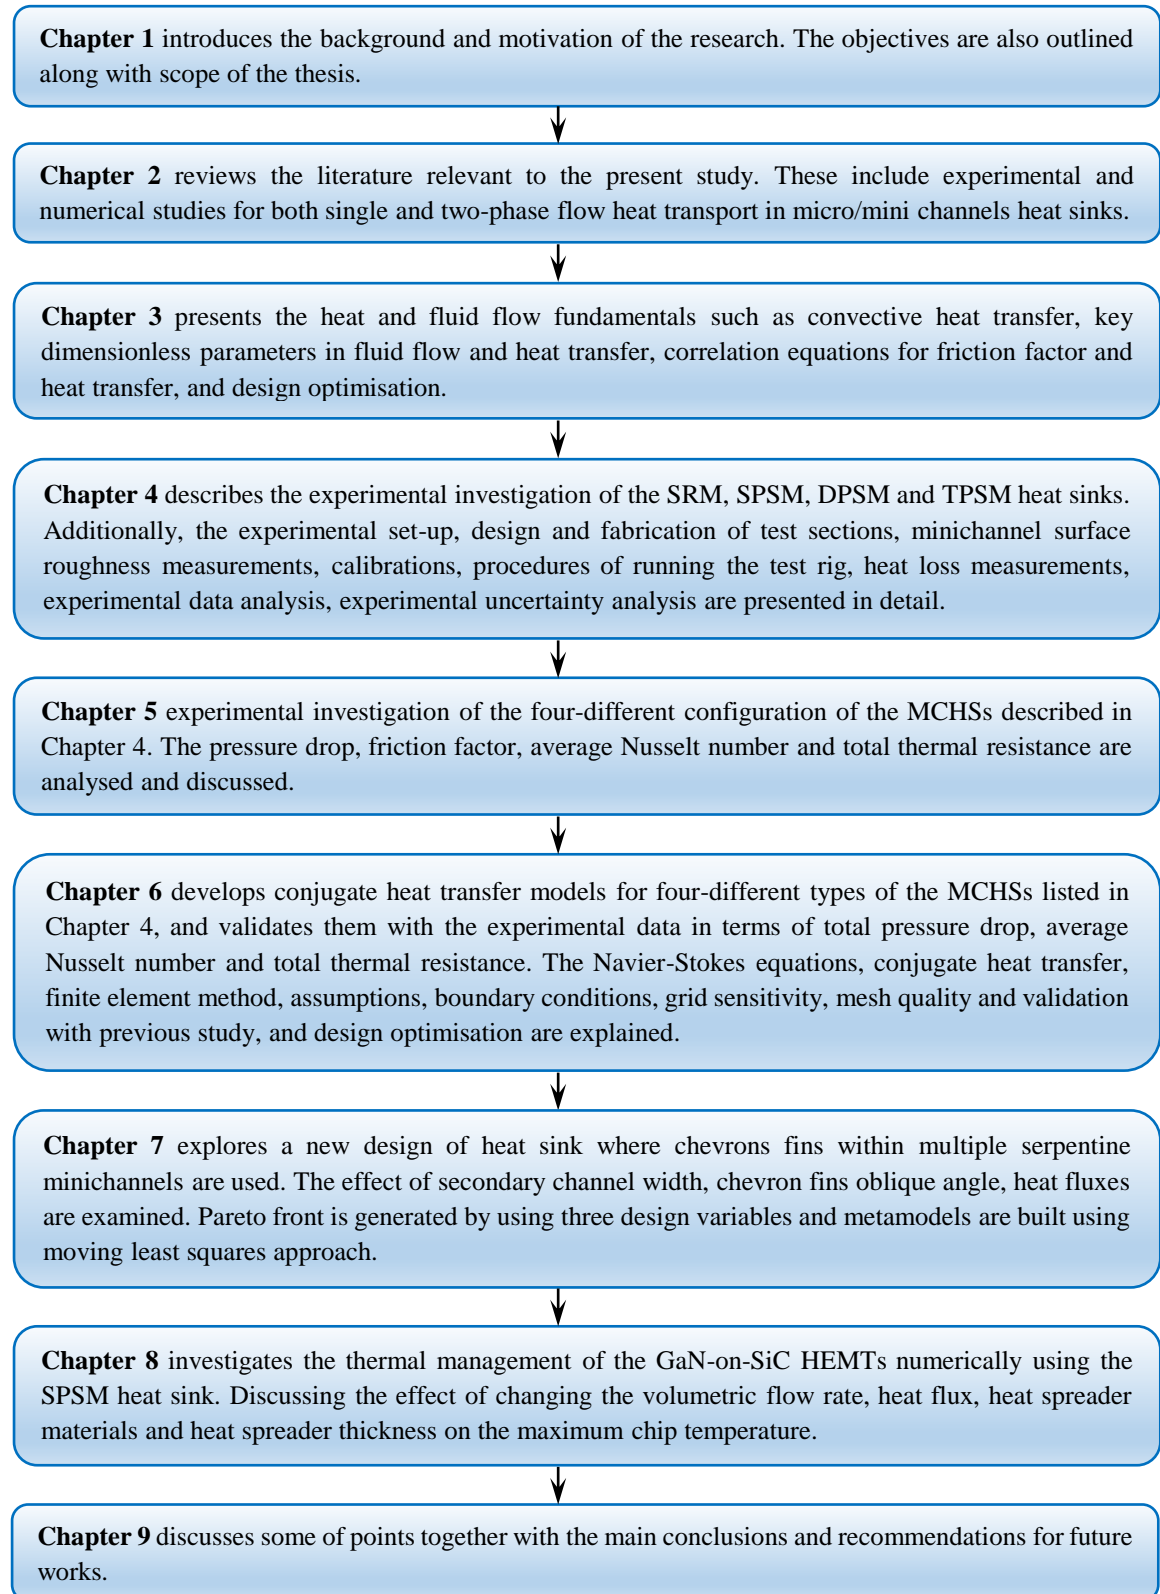 Chapter 1 introduces the background and motivation of the research. The objectives are also outlined
along with scope of the thesis.
Chapter 2 reviews the literature relevant to the present study. These include experimental and
numerical studies for both single and two-phase flow heat transport in micro/mini channels heat sinks.
Chapter 3 presents the heat and fluid flow fundamentals such as convective heat transfer, key
dimensionless parameters in fluid flow and heat transfer, correlation equations for friction factor and
heat transfer, and design optimisation.
Chapter 4 describes the experimental investigation of the SRM, SPSM, DPSM and TPSM heat sinks.
Additionally, the experimental set-up, design and fabrication of test sections, minichannel surface
roughness measurements, calibrations, procedures of running the test rig, heat loss measurements,
experimental data analysis, experimental uncertainty analysis are presented in detail.
Chapter 5 experimental investigation of the four-different configuration of the MCHSs described in
Chapter 4. The pressure drop, friction factor, average Nusselt number and total thermal resistance are
analysed and discussed.
Chapter 6 develops conjugate heat transfer models for four-different types of the MCHSs listed in
Chapter 4, and validates them with the experimental data in terms of total pressure drop, average
Nusselt number and total thermal resistance. The Navier-Stokes equations, conjugate heat transfer,
finite element method, assumptions, boundary conditions, grid sensitivity, mesh quality and validation
with previous study, and design optimisation are explained.
Chapter 7 explores a new design of heat sink where chevrons fins within multiple serpentine
minichannels are used. The effect of secondary channel width, chevron fins oblique angle, heat fluxes
are examined. Pareto front is generated by using three design variables and metamodels are built using
moving least squares approach.
Chapter 8 investigates the thermal management of the GaN-on-SiC HEMTs numerically using the
SPSM heat sink. Discussing the effect of changing the volumetric flow rate, heat flux, heat spreader
materials and heat spreader thickness on the maximum chip temperature.
Chapter 9 discusses some of points together with the main conclusions and recommendations for future
works.